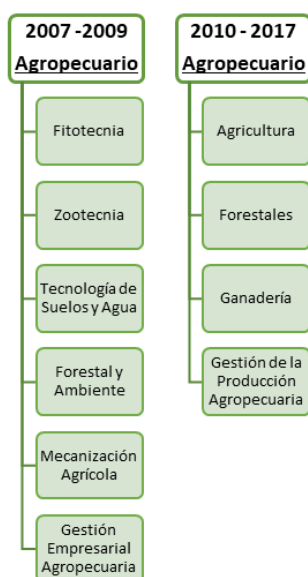 2007 -2009
Agropecuario
Fitotecnia
Zootecnia
Tecnología de
Suelos y Agua
Forestal y
Ambiente
Mecanización
Agrícola
Gestión
Empresarial
Agropecuaria
2010 - 2017
Agropecuario
Agricultura
Forestales
Ganadería
Gestión de la
Producción
Agropecuaria